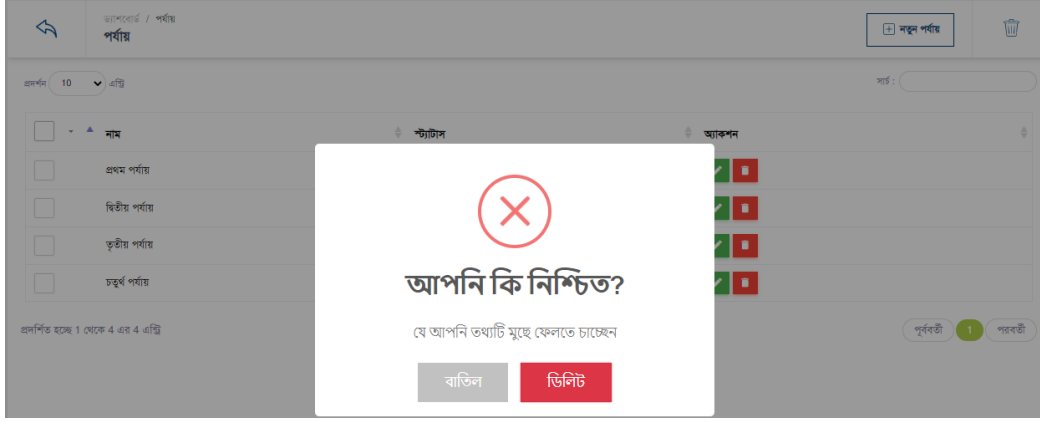 ড্যাশবোর্ড / পর্যায়
পর্যায়
নতুন পর্যায়
প্রদর্শন 10 এন্ট্রি
সার্চ :
নাম স্ট্যাটাস অ্যাকশন
প্রথম পর্যায়
দ্বিতীয় পর্যায়
তৃতীয় পর্যায়
চতুর্থ পর্যায়
আপনি কি নিশ্চিত?
যে আপনি তথ্যটি মুছে ফেলতে চাচ্ছেন
বাতিল ডিলিট
প্রদর্শিত হচ্ছে 1 থেকে 4 এর 4 এন্ট্রি
পূর্ববর্তী 1 পরবর্তী